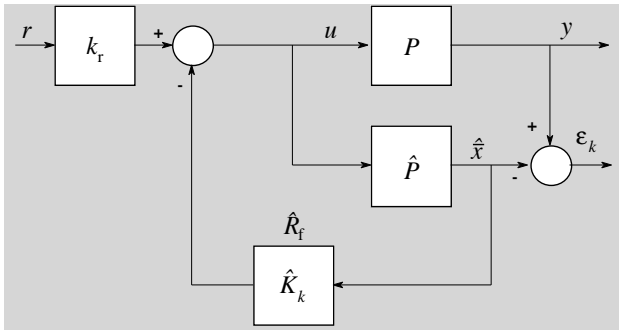 r
k_r
+
-
u
P
y
+
-
ε_k
P̂
x̄̂
R̂_f
K̂_k